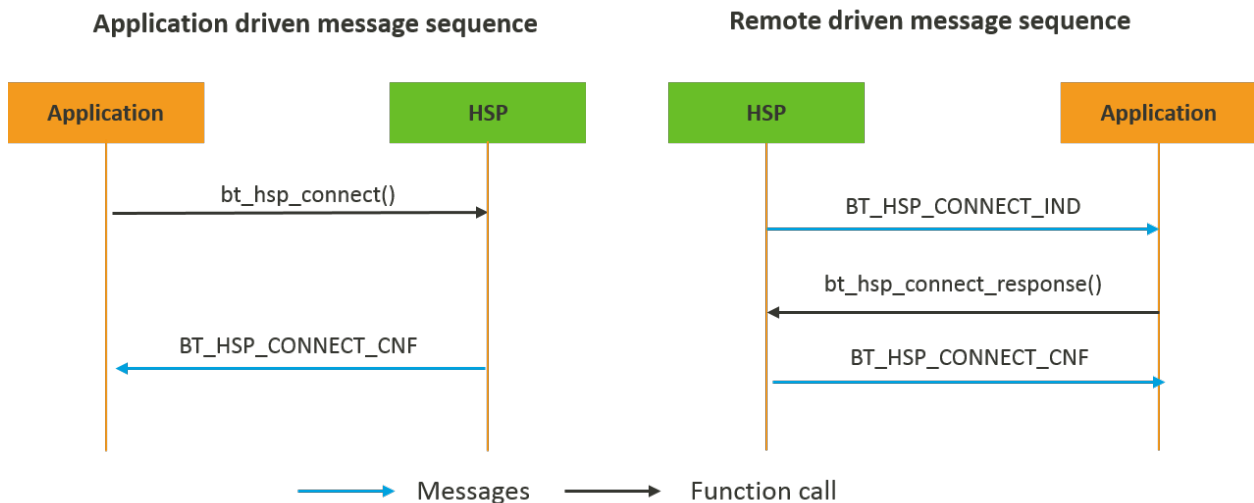 Application driven message sequence
Remote driven message sequence
Application
HSP
HSP
Application
bt_hsp_connect()
BT_HSP_CONNECT_IND
bt_hsp_connect_response()
BT_HSP_CONNECT_CNF
BT_HSP_CONNECT_CNF
Messages
Function call